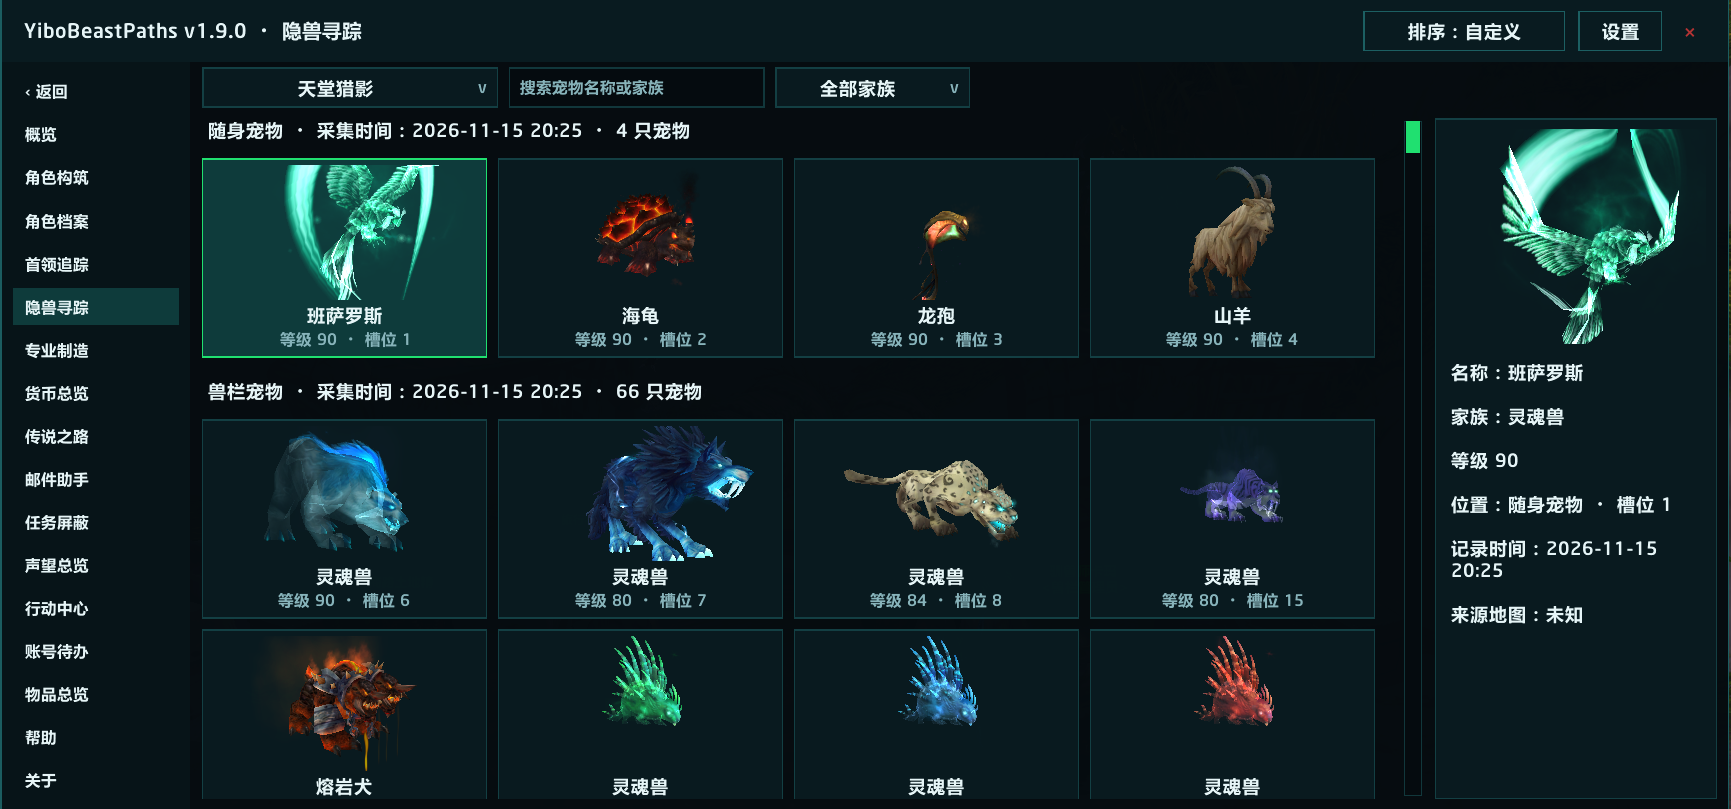 YiboBeastPaths v1.9.0 · 隐兽寻踪
排序：自定义
设置
×
‹ 返回
概览
角色构筑
角色档案
首领追踪
隐兽寻踪
专业制造
货币总览
传说之路
邮件助手
任务屏蔽
声望总览
行动中心
账号待办
物品总览
帮助
关于
天堂猎影 v
搜索宠物名称或家族
全部家族 v
随身宠物 · 采集时间：2026-11-15 20:25 · 4 只宠物
班萨罗斯
等级 90 · 槽位 1
海龟
等级 90 · 槽位 2
龙孢
等级 90 · 槽位 3
山羊
等级 90 · 槽位 4
兽栏宠物 · 采集时间：2026-11-15 20:25 · 66 只宠物
灵魂兽
等级 90 · 槽位 6
灵魂兽
等级 80 · 槽位 7
灵魂兽
等级 84 · 槽位 8
灵魂兽
等级 80 · 槽位 15
熔岩犬
灵魂兽
灵魂兽
灵魂兽
名称：班萨罗斯
家族：灵魂兽
等级 90
位置：随身宠物 · 槽位 1
记录时间：2026-11-15
20:25
来源地图：未知